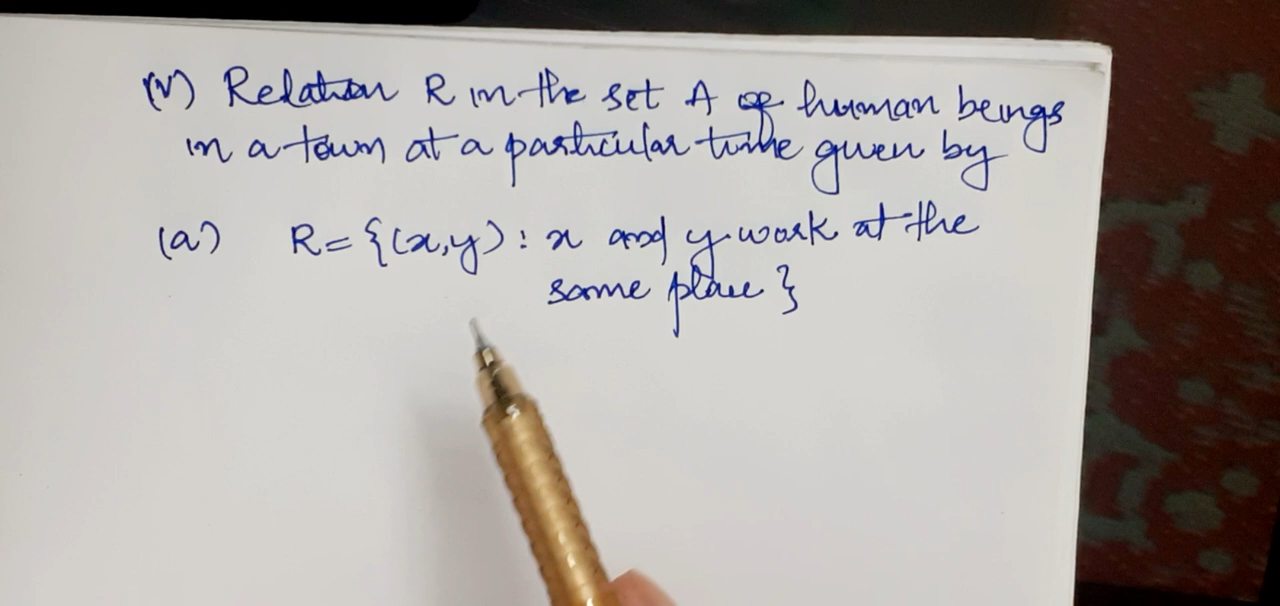 (v) Relation R in the set A of human beings
in a town at a particular time given by
(a) R = {(x,y) : x and y work at the
same place}